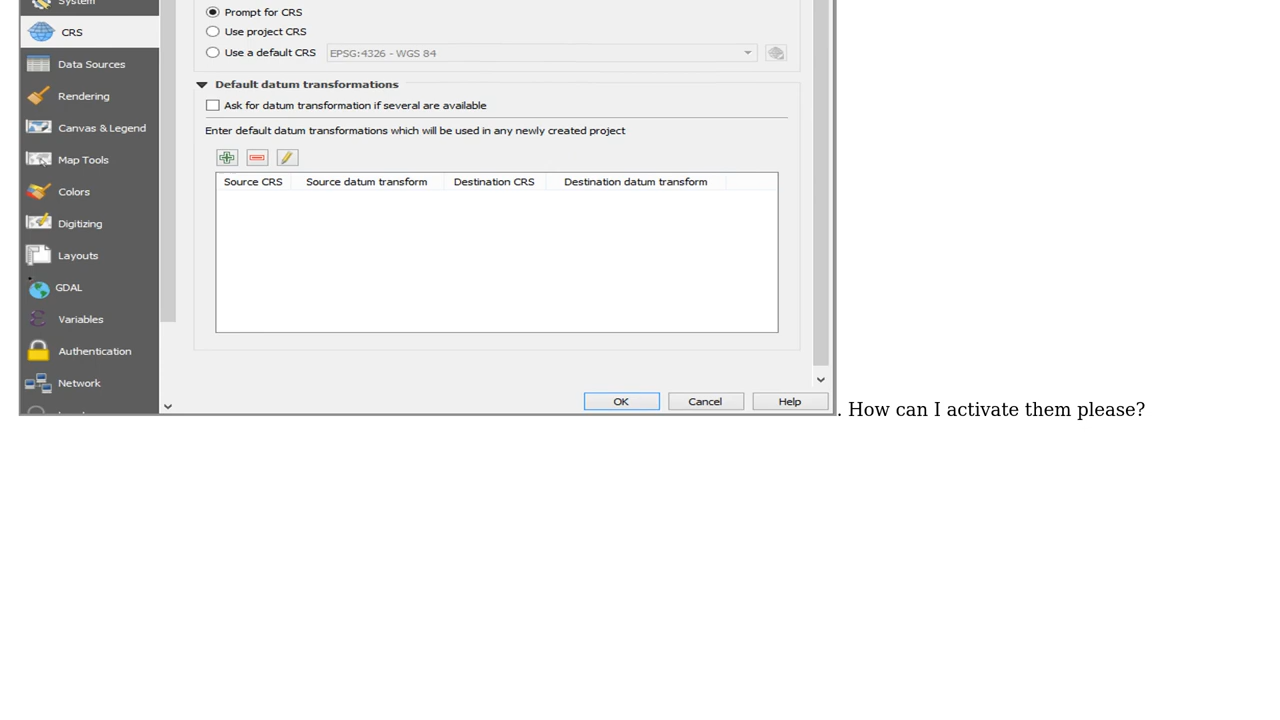 System
Prompt for CRS
CRS
Use project CRS
Use a default CRS EPSG:4326 - WGS 84
Data Sources
Default datum transformations
Rendering
Ask for datum transformation if several are available
Canvas & Legend
Enter default datum transformations which will be used in any newly created project
Map Tools
Source CRS Source datum transform Destination CRS Destination datum transform
Colors
Digitizing
Layouts
GDAL
Variables
Authentication
Network
OK Cancel Help
. How can I activate them please?